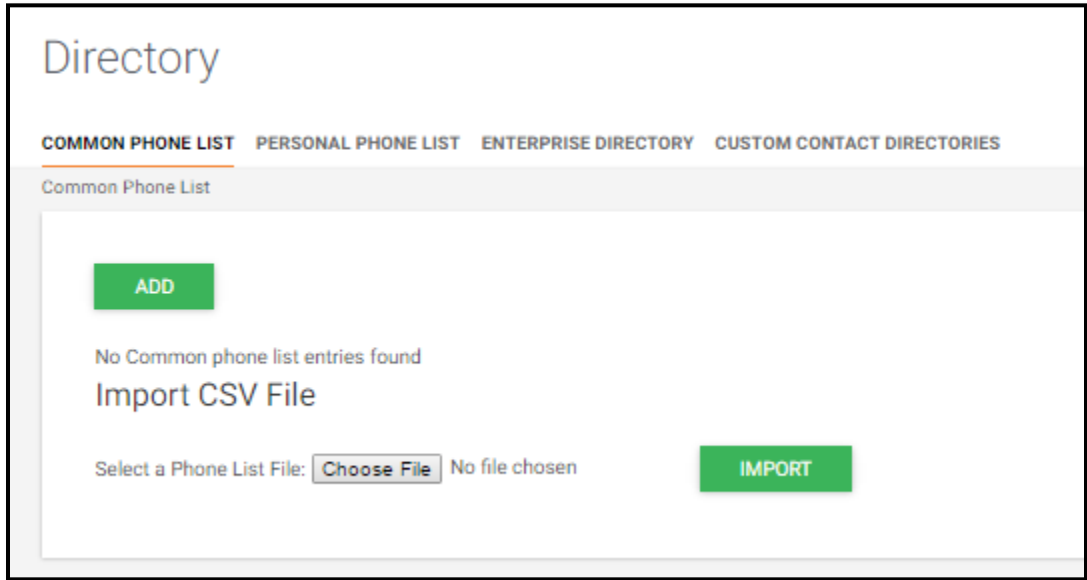 Directory
COMMON PHONE LIST PERSONAL PHONE LIST ENTERPRISE DIRECTORY CUSTOM CONTACT DIRECTORIES
Common Phone List
ADD
No Common phone list entries found
Import CSV File
Select a Phone List File: Choose File No file chosen IMPORT